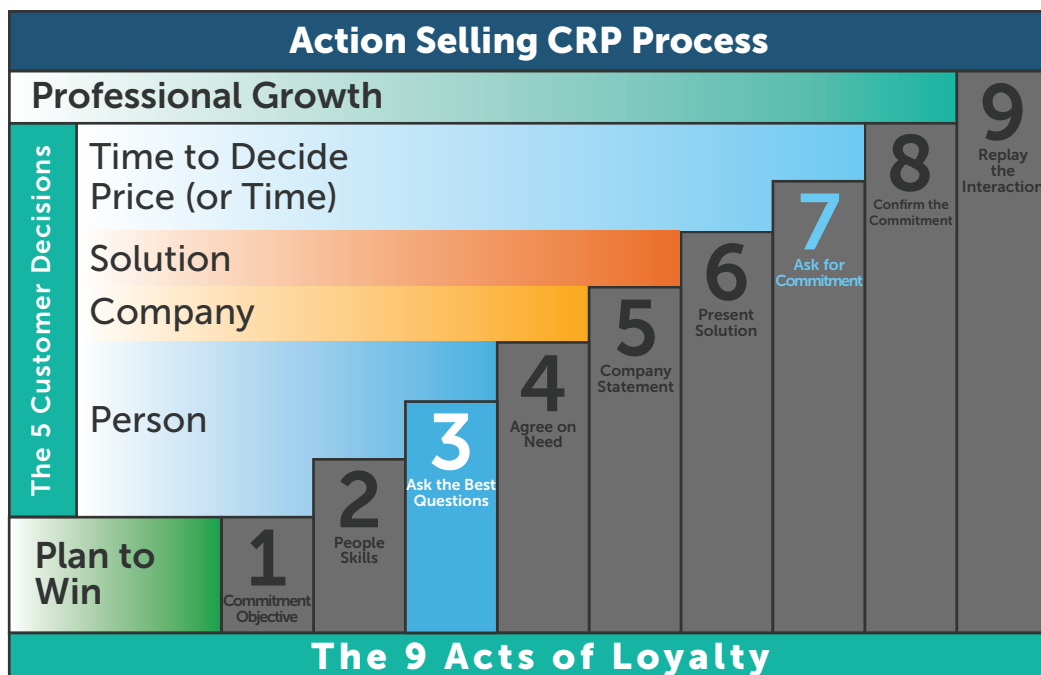 Action Selling CRP Process
Professional Growth
The 5 Customer Decisions
Time to Decide
Price (or Time)
Solution
Company
Person
Plan to
Win
1
Commitment
Objective
2
People
Skills
3
Ask the Best
Questions
4
Agree on
Need
5
Company
Statement
6
Present
Solution
7
Ask for
Commitment
8
Confirm the
Commitment
9
Replay
the
Interaction
The 9 Acts of Loyalty